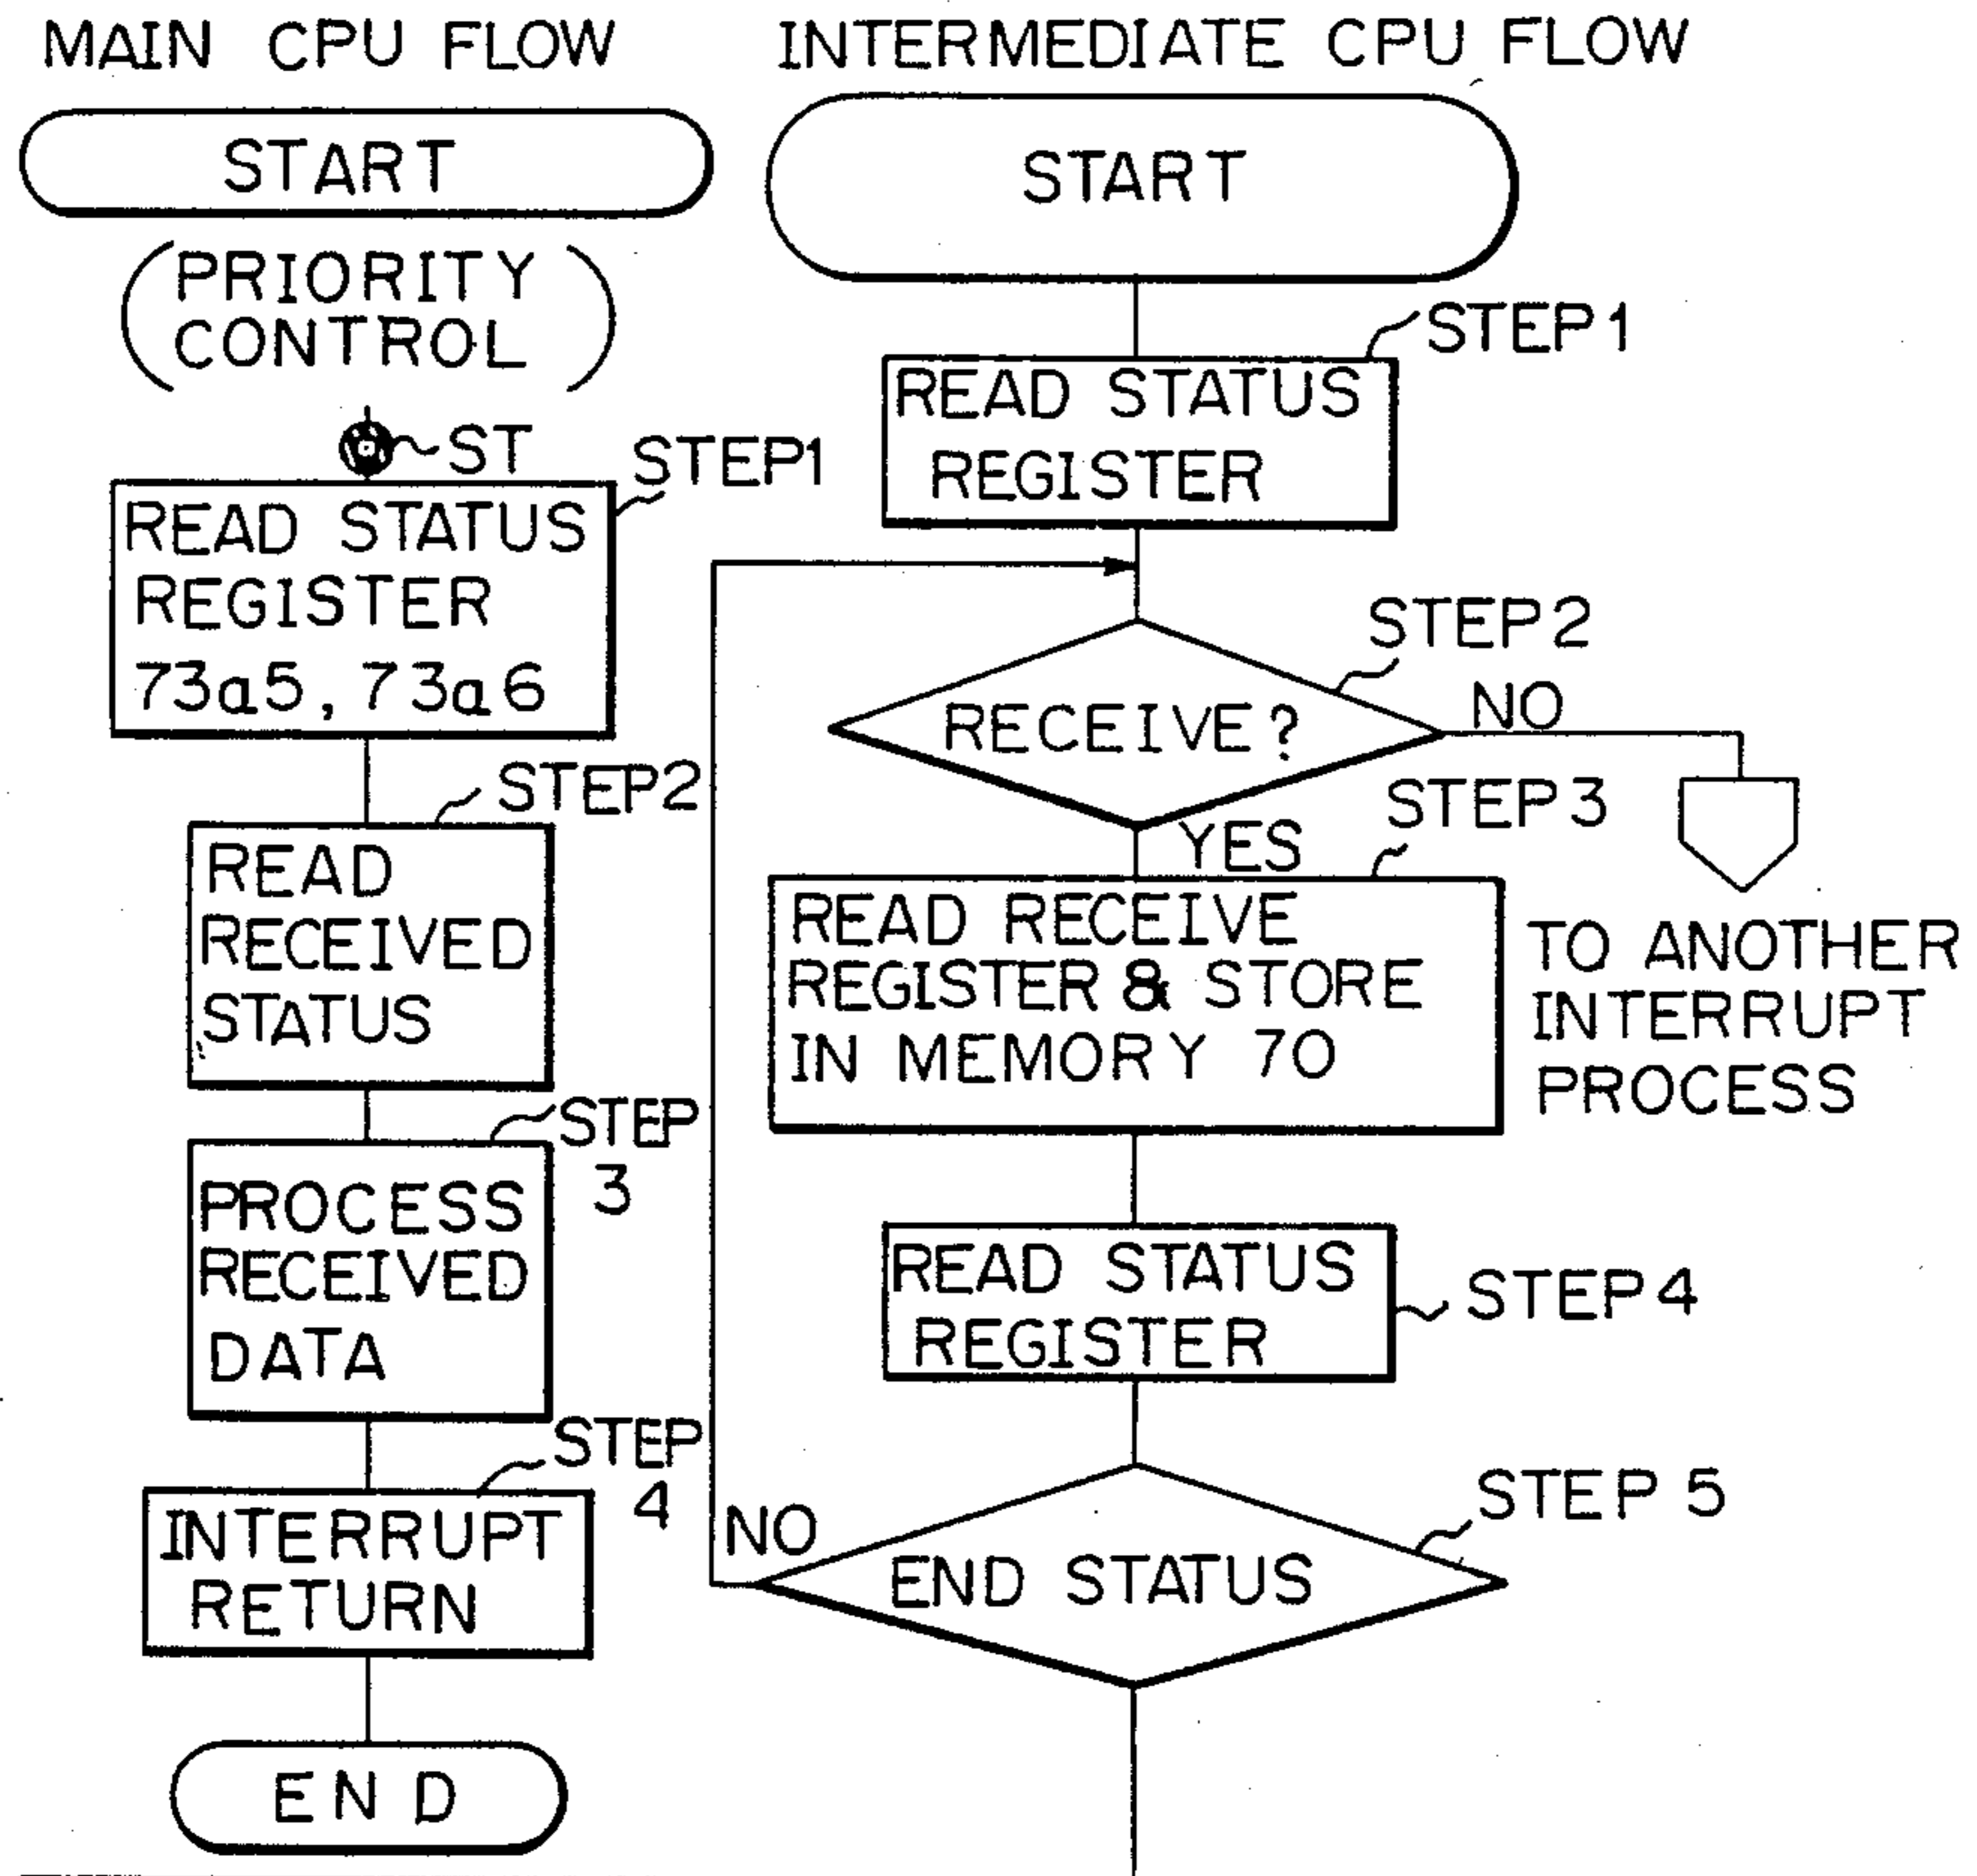 MAIN CPU FLOW
START
(PRIORITY
CONTROL)
ST
STEP1
READ STATUS
REGISTER
73a5, 73a6
STEP2
READ
RECEIVED
STATUS
STEP
3
PROCESS
RECEIVED
DATA
STEP
4
INTERRUPT
RETURN
END
INTERMEDIATE CPU FLOW
START
STEP1
READ STATUS
REGISTER
STEP2
RECEIVE?
NO
YES
TO ANOTHER
INTERRUPT
PROCESS
STEP3
READ RECEIVE
REGISTER & STORE
IN MEMORY 70
READ STATUS
REGISTER
STEP4
STEP 5
END STATUS
NO